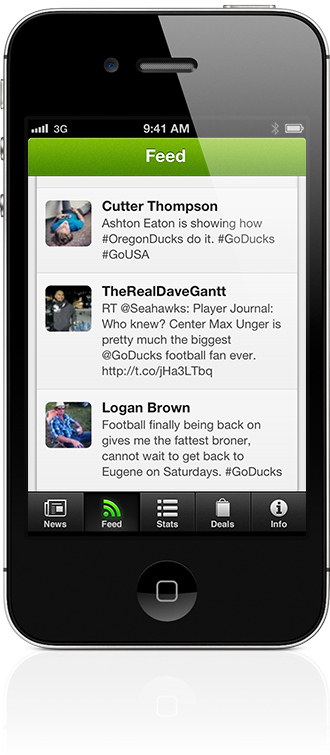 3G 9:41 AM
Feed
Cutter Thompson
Ashton Eaton is showing how
#OregonDucks do it. #GoDucks
#GoUSA
TheRealDaveGantt
RT @Seahawks: Player Journal:
Who knew? Center Max Unger is
pretty much the biggest
@GoDucks football fan ever.
http://t.co/jHa3LTbq
Logan Brown
Football finally being back on
gives me the fattest broner,
cannot wait to get back to
Eugene on Saturdays. #GoDucks
News Feed Stats Deals Info